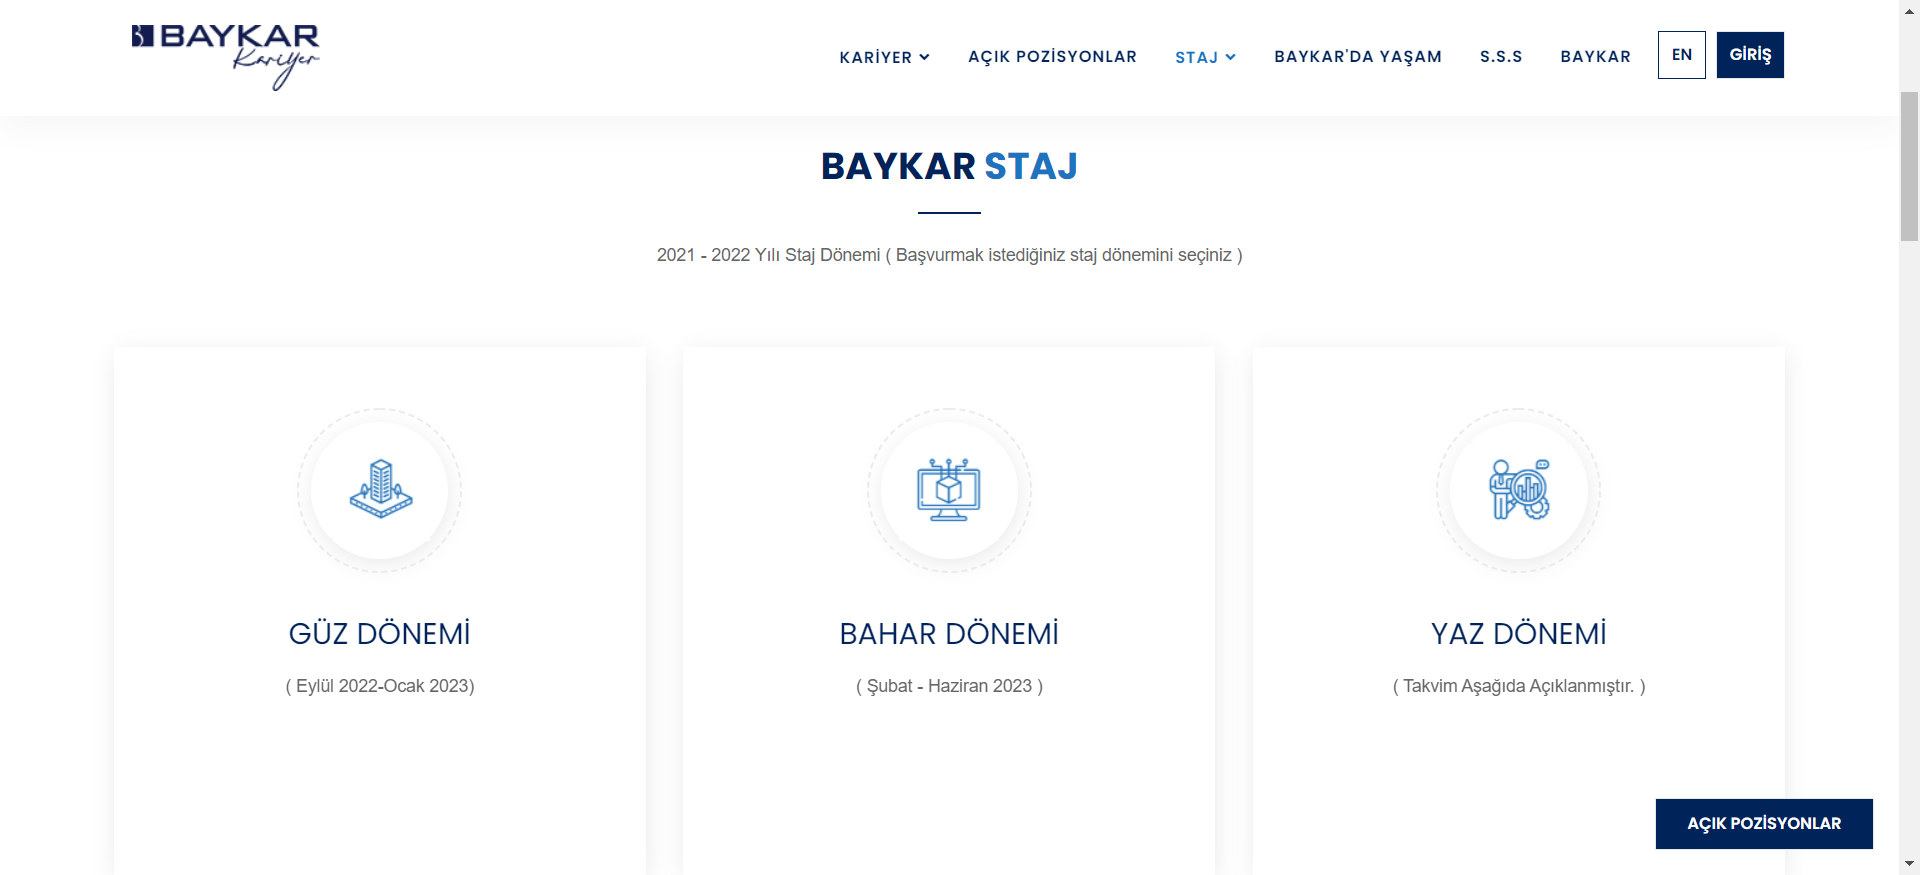 BAYKAR
Kariyer
KARİYER
AÇIK POZİSYONLAR
STAJ
BAYKAR'DA YAŞAM
S.S.S
BAYKAR
EN
GİRİŞ
BAYKAR STAJ
2021 - 2022 Yılı Staj Dönemi ( Başvurmak istediğiniz staj dönemini seçiniz )
GÜZ DÖNEMİ
( Eylül 2022-Ocak 2023)
BAHAR DÖNEMİ
( Şubat - Haziran 2023 )
YAZ DÖNEMİ
( Takvim Aşağıda Açıklanmıştır. )
AÇIK POZİSYONLAR